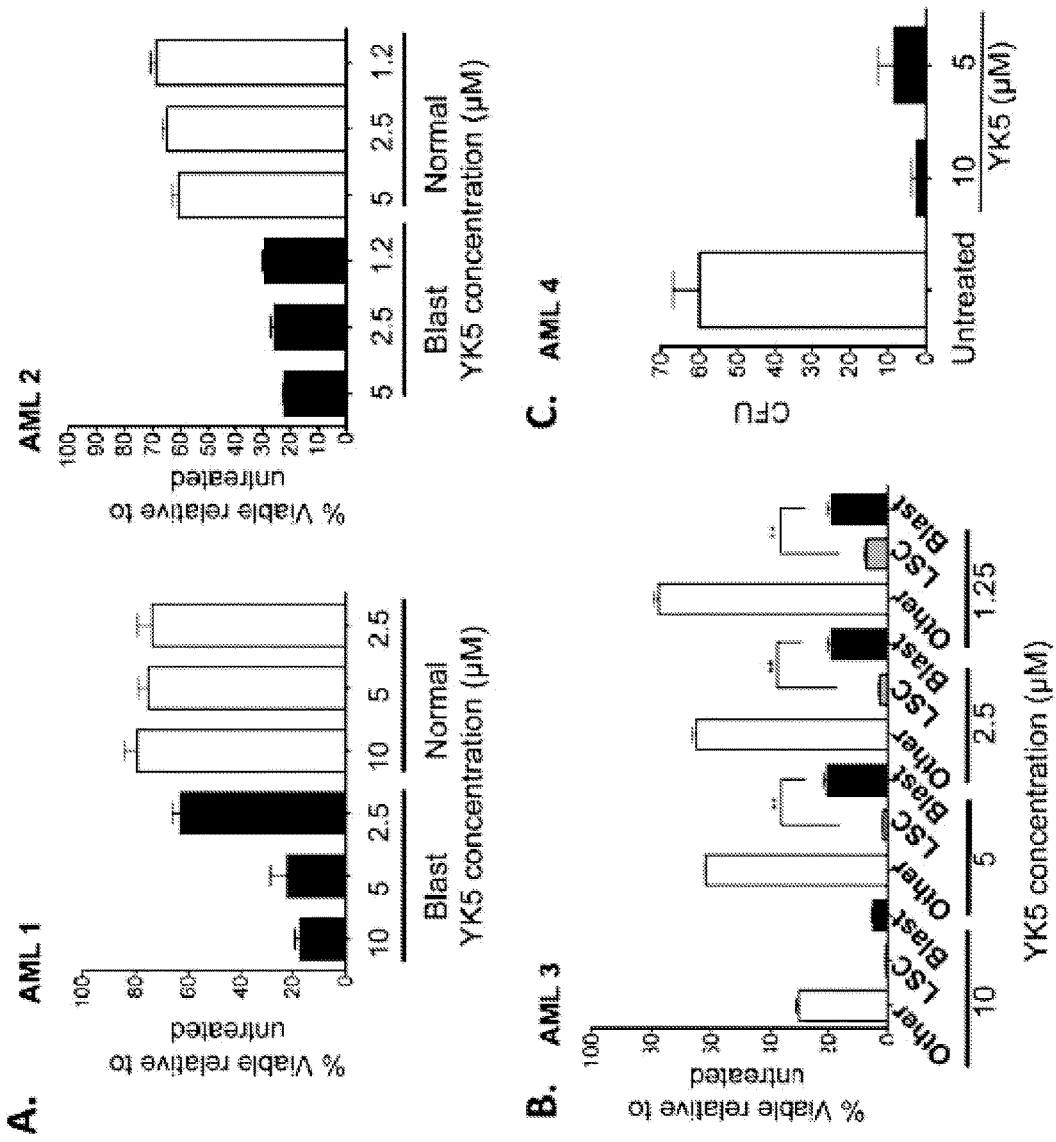 A.
AML 1
% Viable relative to
untreated
100
80
60
40
20
0
10 5 2.5 10 5 2.5
Blast Normal
YK5 concentration (µM)
AML 2
% Viable relative to
untreated
100
90
80
70
60
50
40
30
20
10
0
5 2.5 1.2 5 2.5 1.2
Blast Normal
YK5 concentration (µM)
B.
AML 3
% Viable relative to
untreated
100
0
** ** **
Other LSC Blast Other LSC Blast Other LSC Blast Other LSC Blast
10 5 2.5 1.25
YK5 concentration (µM)
C.
AML 4
CFU
70
60
50
40
30
20
10
0
Untreated 10 5
YK5 (µM)